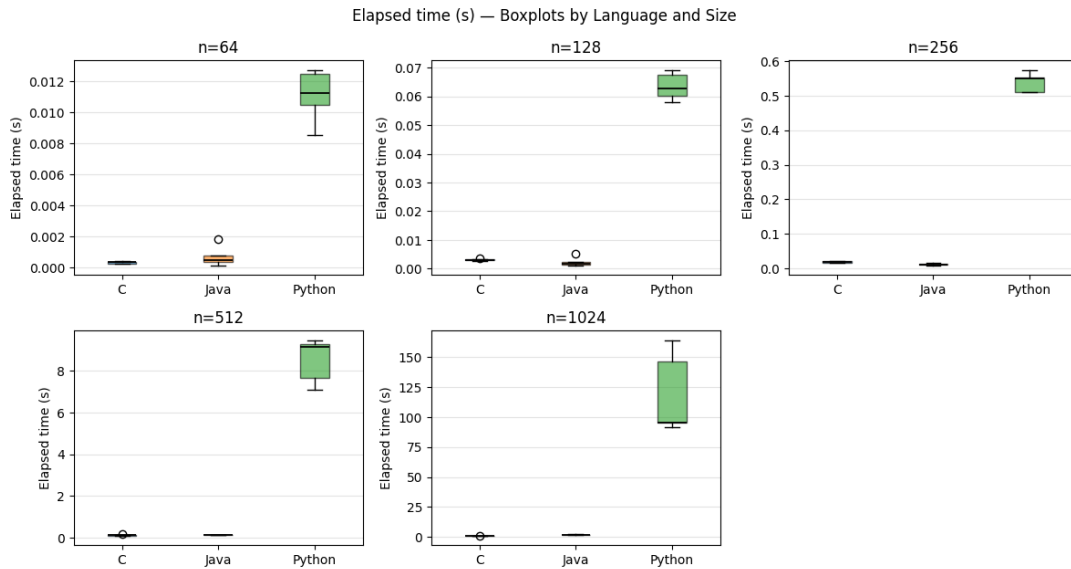 Elapsed time (s) — Boxplots by Language and Size
n=64
Elapsed time (s)
0.012
0.010
0.008
0.006
0.004
0.002
0.000
C Java Python
n=128
Elapsed time (s)
0.07
0.06
0.05
0.04
0.03
0.02
0.01
0.00
C Java Python
n=256
Elapsed time (s)
0.6
0.5
0.4
0.3
0.2
0.1
0.0
C Java Python
n=512
Elapsed time (s)
8
6
4
2
0
C Java Python
n=1024
Elapsed time (s)
150
125
100
75
50
25
0
C Java Python